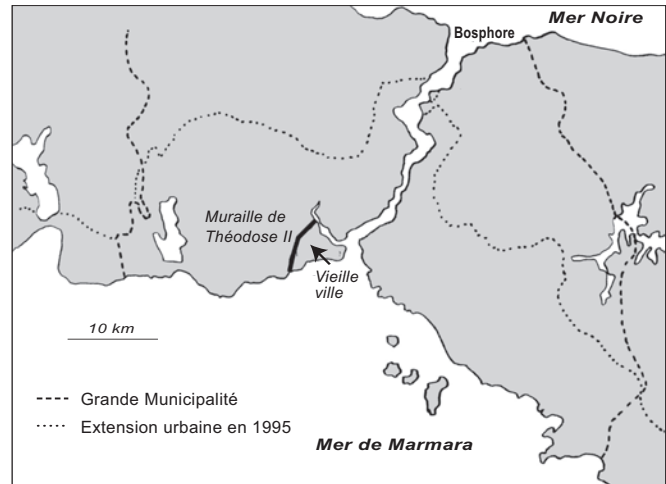 Mer Noire
Bosphore
Muraille de
Théodose II
Vieille
ville
10 km
Grande Municipalité
Extension urbaine en 1995
Mer de Marmara